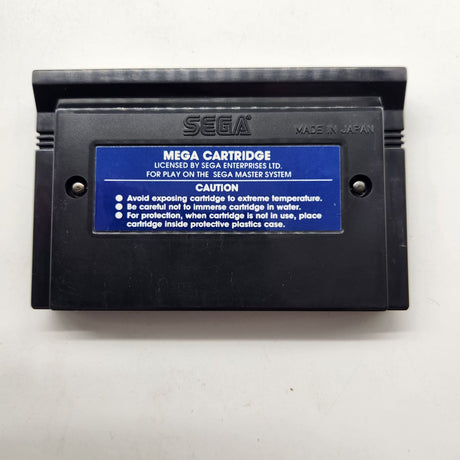 SEGA®
MADE IN JAPAN
MEGA CARTRIDGE
LICENSED BY SEGA ENTERPRISES LTD.
FOR PLAY ON THE SEGA MASTER SYSTEM
CAUTION
● Avoid exposing cartridge to extreme temperature.
● Be careful not to immerse cartridge in water.
● For protection, when cartridge is not in use, place
cartridge inside protective plastics case.